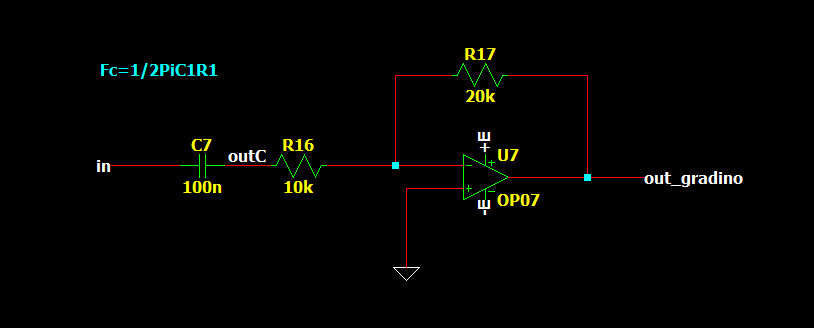 Fc=1/2PiC1R1
R17
20k
C7
100n
in
outC
R16
10k
+E
U7
-E
OP07
out_gradino